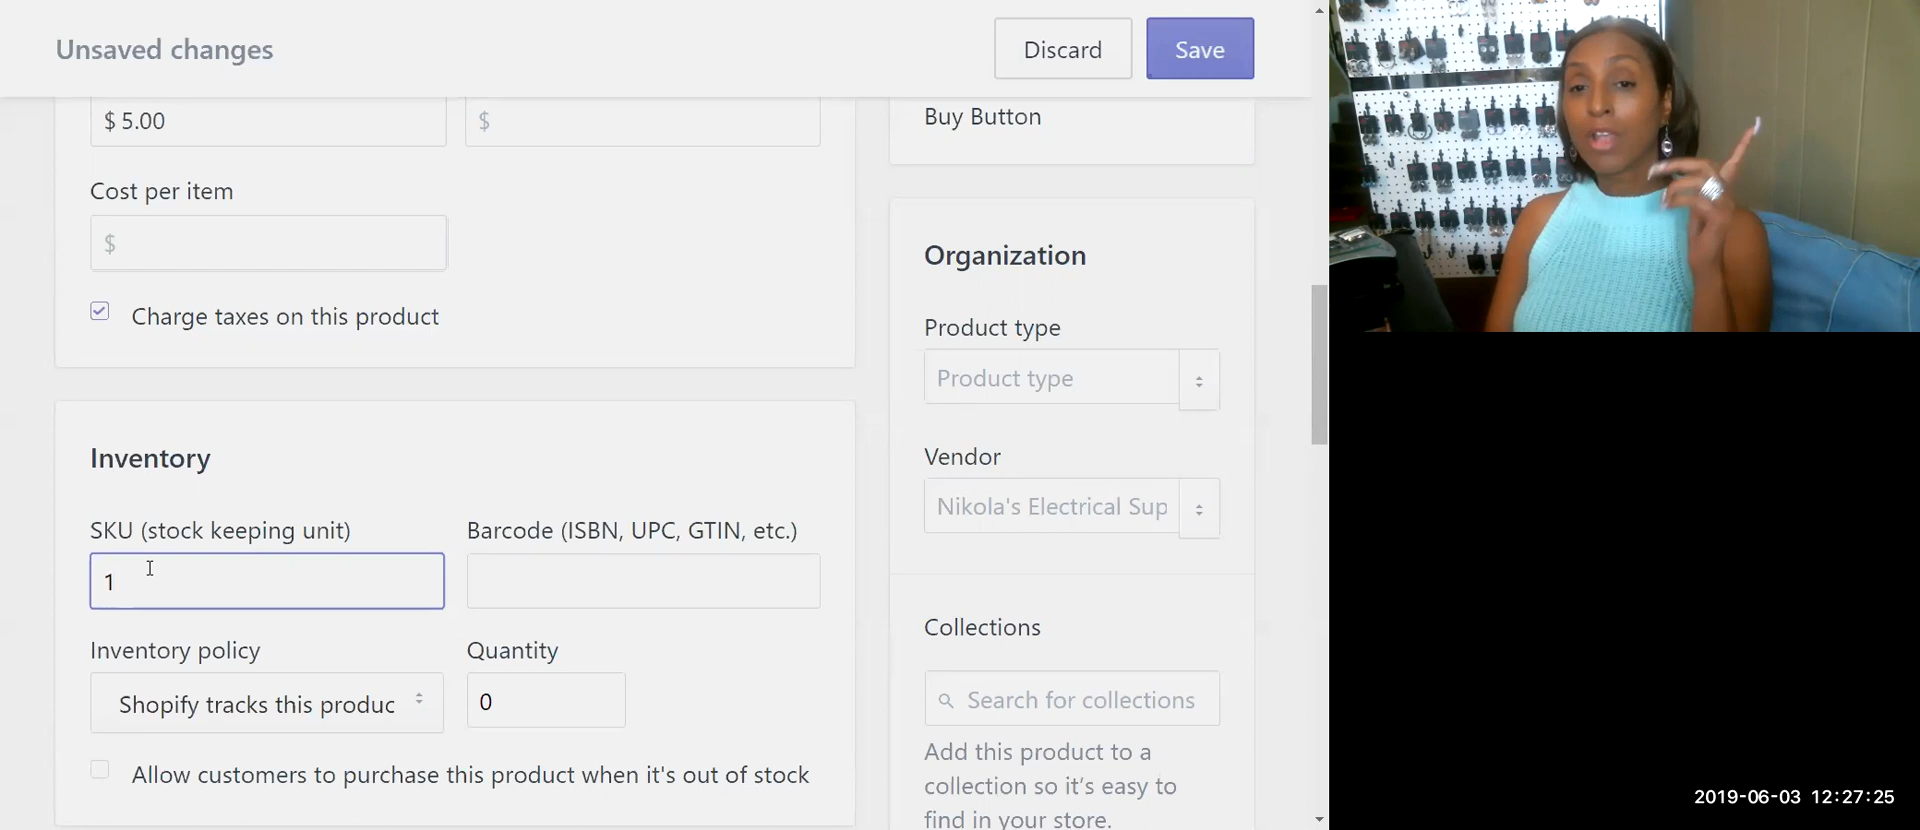 Unsaved changes
Discard
Save
$ 5.00
$
Cost per item
$
Charge taxes on this product
Inventory
SKU (stock keeping unit)
Barcode (ISBN, UPC, GTIN, etc.)
1
Inventory policy
Quantity
Shopify tracks this produc
0
Allow customers to purchase this product when it's out of stock
Buy Button
Organization
Product type
Product type
Vendor
Nikola's Electrical Sup
Collections
Search for collections
Add this product to a
collection so it’s easy to
find in your store.
2019-06-03 12:27:25